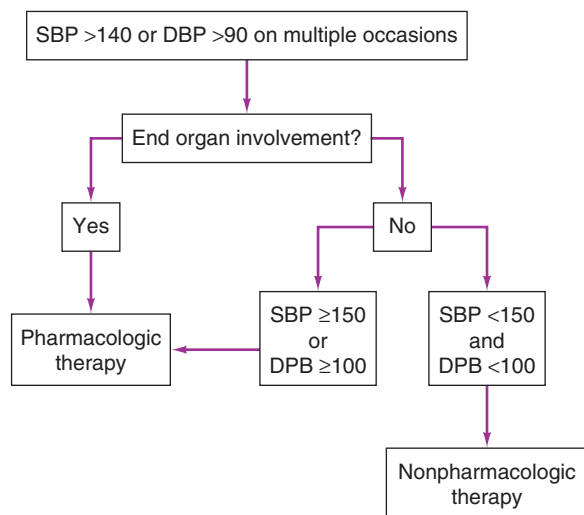 SBP >140 or DBP >90 on multiple occasions
End organ involvement?
Yes
No
Pharmacologic
therapy
SBP ≥150
or
DPB ≥100
SBP <150
and
DPB <100
Nonpharmacologic
therapy